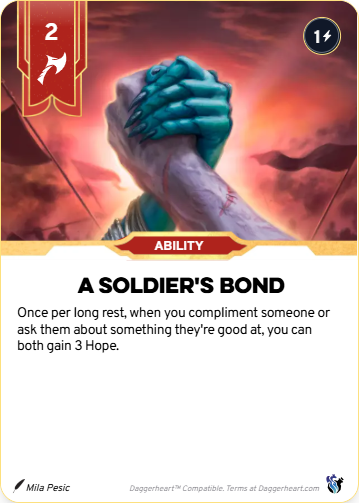 2
1
ABILITY
A SOLDIER'S BOND
Once per long rest, when you compliment someone or
ask them about something they're good at, you can
both gain 3 Hope.
Mila Pesic
Daggerheart™ Compatible. Terms at Daggerheart.com